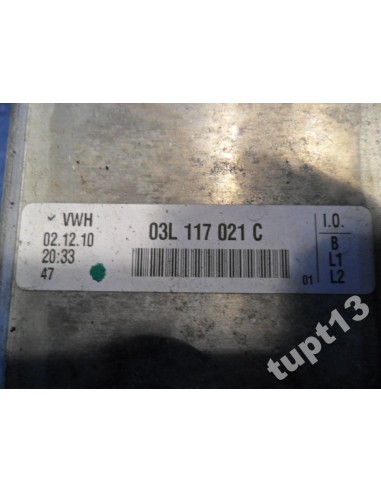 VWH
02.12.10
20:33
47
03L 117 021 C
01
I.O.
B
L1
L2
tupt13